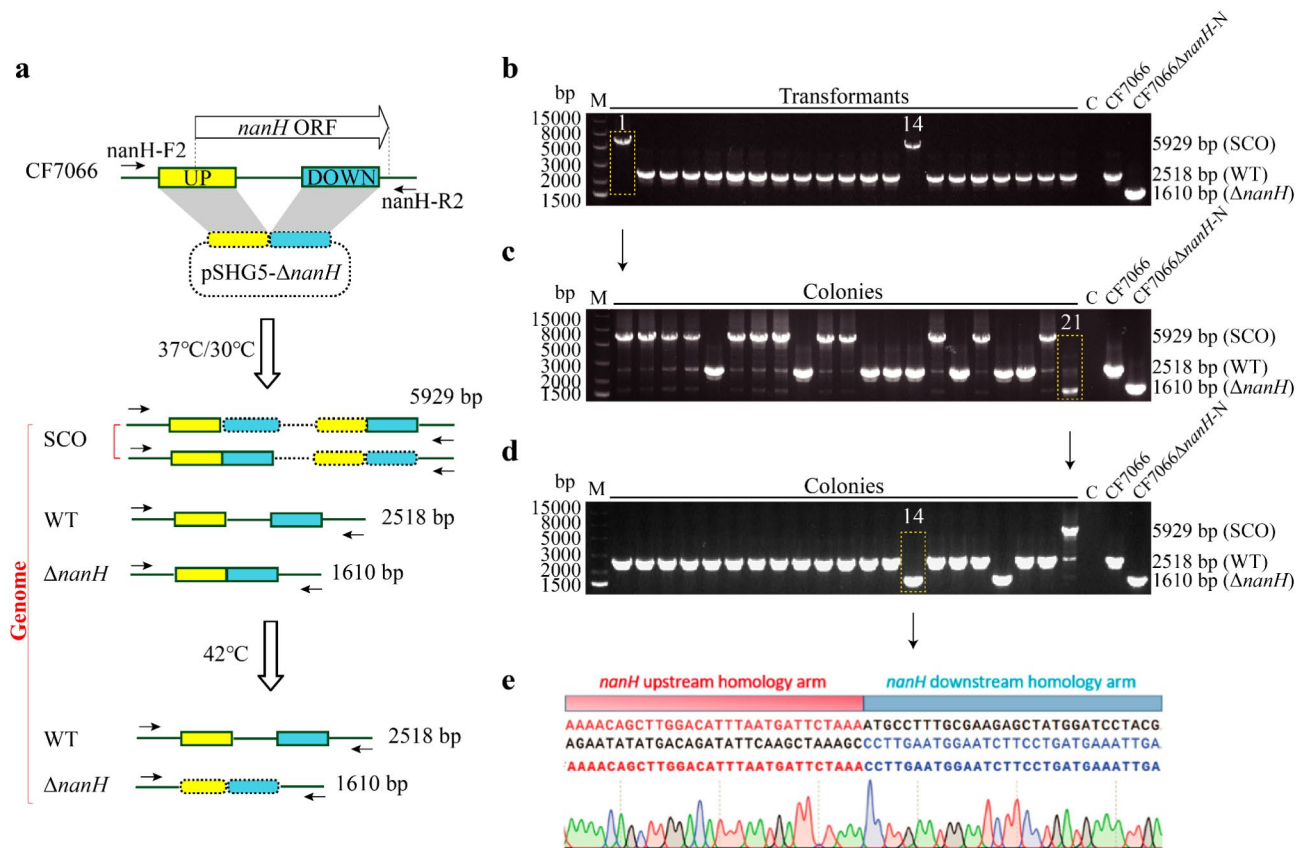 a
nanH ORF
nanH-F2
CF7066
UP
DOWN
nanH-R2
pSHG5-ΔnanH
37°C/30°C
5929 bp
SCO
WT
2518 bp
ΔnanH
1610 bp
Genome
42°C
WT
2518 bp
ΔnanH
1610 bp
b
bp
M
Transformants
C
CF7066
CF7066ΔnanH-N
15000
8000
5000
3000
2000
1500
1
14
5929 bp (SCO)
2518 bp (WT)
1610 bp (ΔnanH)
c
bp
M
Colonies
C
CF7066
CF7066ΔnanH-N
15000
8000
5000
3000
2000
1500
21
5929 bp (SCO)
2518 bp (WT)
1610 bp (ΔnanH)
d
bp
M
Colonies
C
CF7066
CF7066ΔnanH-N
15000
8000
5000
3000
2000
1500
14
5929 bp (SCO)
2518 bp (WT)
1610 bp (ΔnanH)
e
nanH upstream homology arm nanH downstream homology arm
AAAACAGCTTGGACATTTAATGATTCTAAAATGCCTTTGCGAAGAGCTATGGATCCTACG
AGAATATATGACAGATATTCAAGCTAAAGCCCTTGAATGGAATCTTCCTGATGAAATTGA
AAAACAGCTTGGACATTTAATGATTCTAAACCTTGAATGGAATCTTCCTGATGAAATTGA